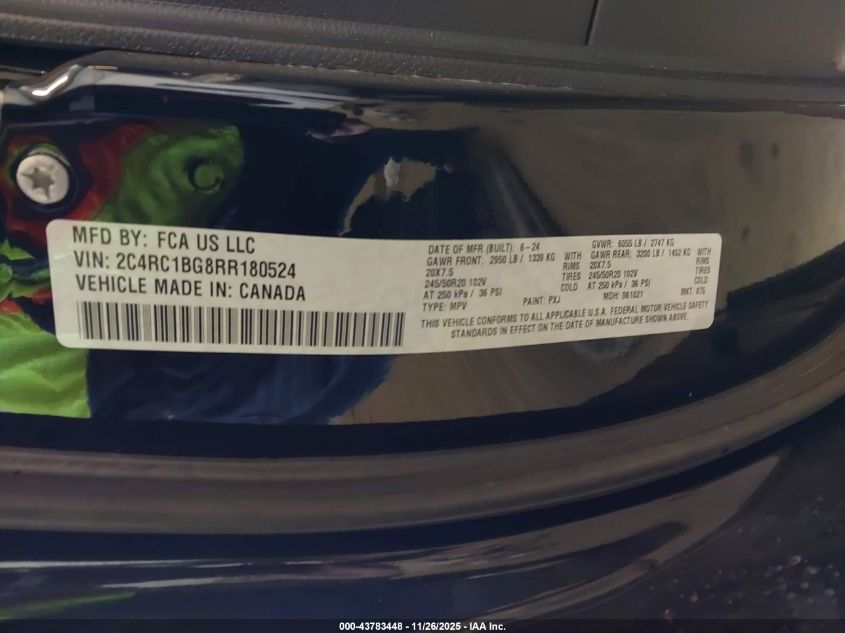 MFD BY: FCA US LLC
VIN: 2C4RC1BG8RR180524
VEHICLE MADE IN: CANADA
DATE OF MFR (BUILT): 6-24 GVWR: 6055 LB / 2747 KG
GAWR FRONT: 2950 LB / 1339 KG WITH GAWR REAR: 3200 LB / 1452 KG WITH
20X7.5 RIMS 20X7.5 RIMS
245/50R20 102V TIRES 245/50R20 102V TIRES
AT 250 kPa / 36 PSI COLD AT 250 kPa / 36 PSI COLD
TYPE: MPV PAINT: PXJ MDH: 061021 MKT:
THIS VEHICLE CONFORMS TO ALL APPLICABLE U.S.A. FEDERAL MOTOR VEHICLE SAFETY
STANDARDS IN EFFECT ON THE DATE OF MANUFACTURE SHOWN ABOVE.
000-43783448 - 11/26/2025 - IAA Inc.